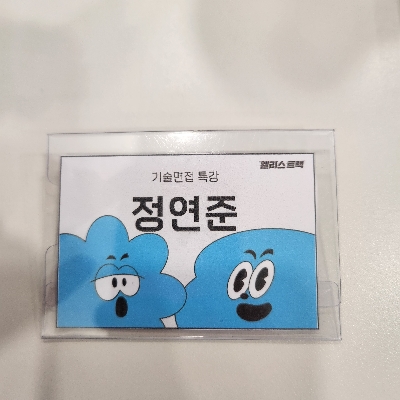 엘리스 트랙
기술면접 특강
정연준